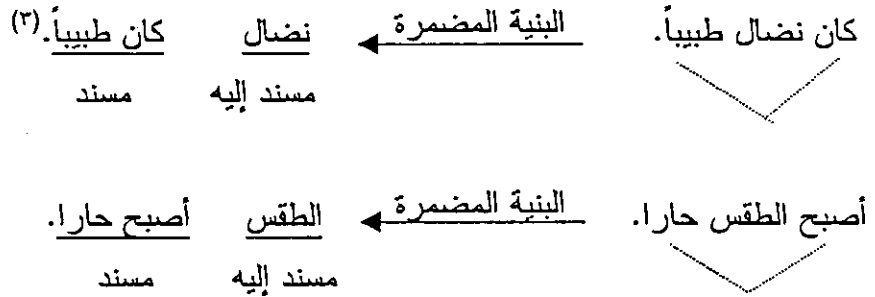 كان نضال طبيباً. البنية المضمرة نضال كان طبيباً.(٣)
مسند إليه مسند
أصبح الطقس حارا. البنية المضمرة الطقس أصبح حارا.
مسند إليه مسند